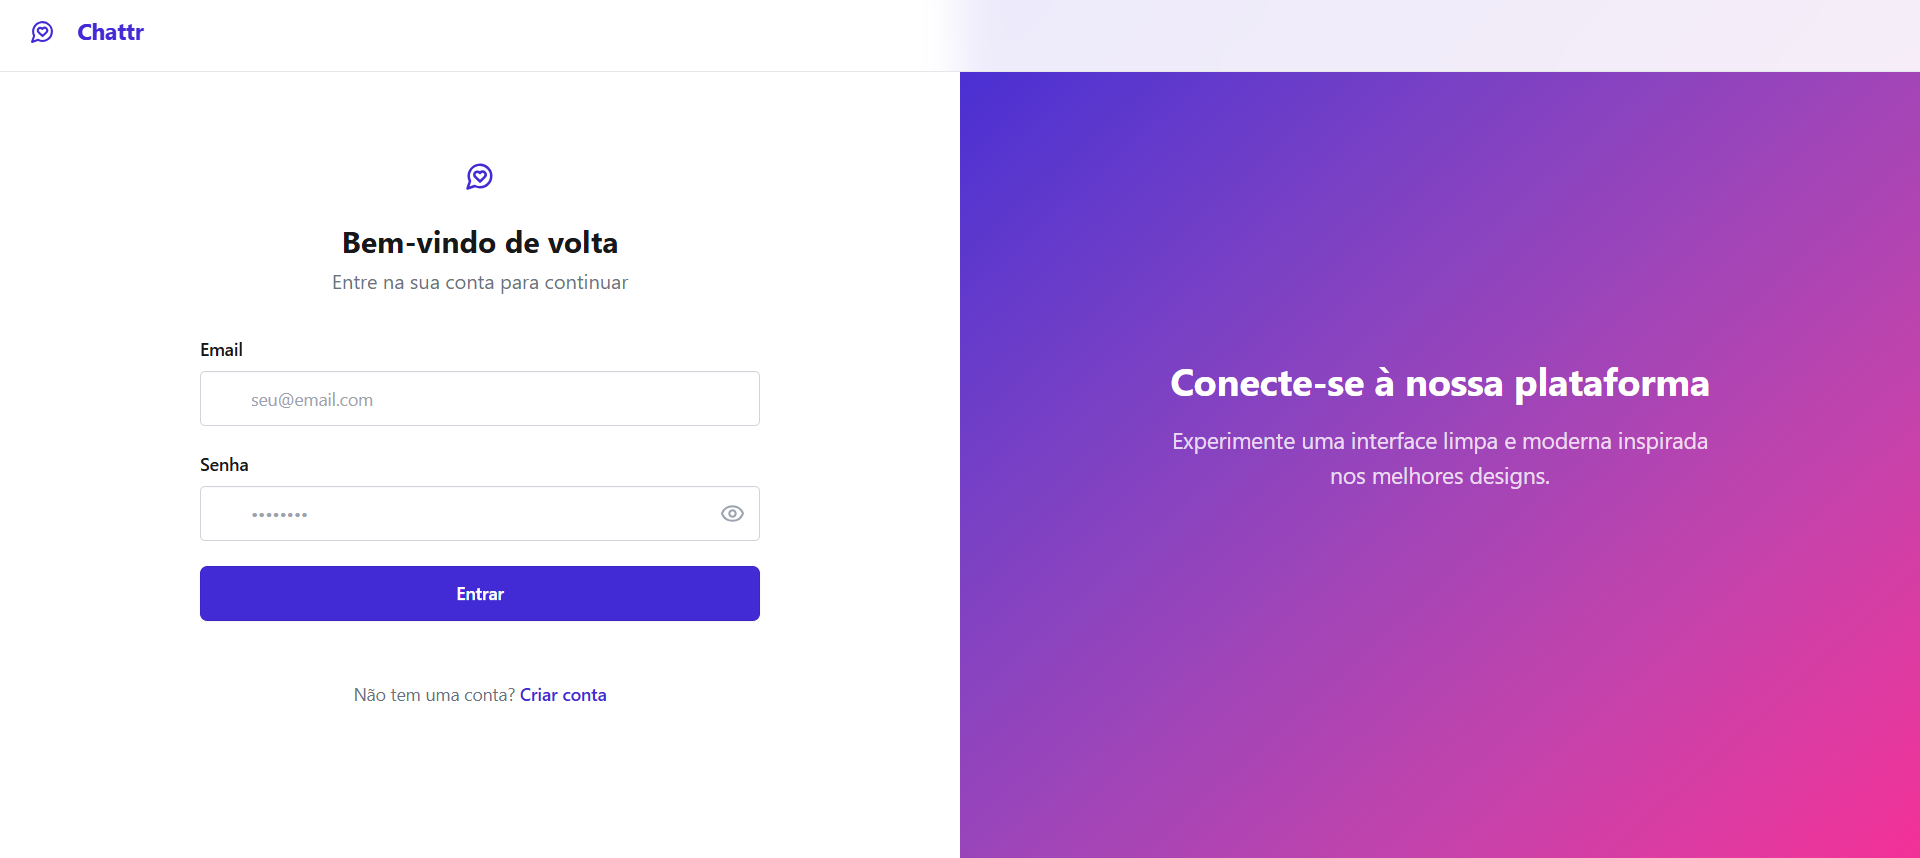 Chattr
Bem-vindo de volta
Entre na sua conta para continuar
Email
seu@email.com
Senha
••••••••
Entrar
Não tem uma conta? Criar conta
Conecte-se à nossa plataforma
Experimente uma interface limpa e moderna inspirada
nos melhores designs.